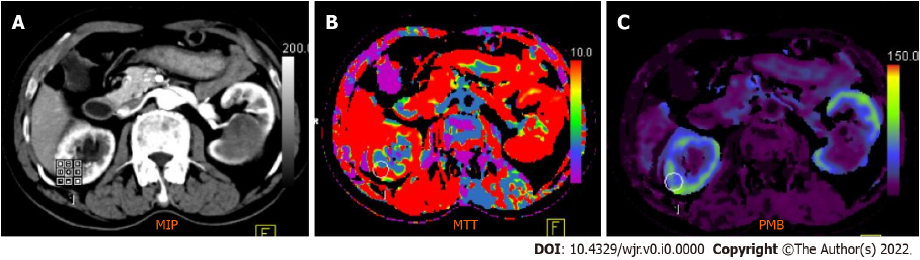 A
B
C
200.
10.0
150.0
J
F
F
MIP
MTT
PMB
DOI: 10.4329/wjr.v0.i0.0000 Copyright ©The Author(s) 2022.